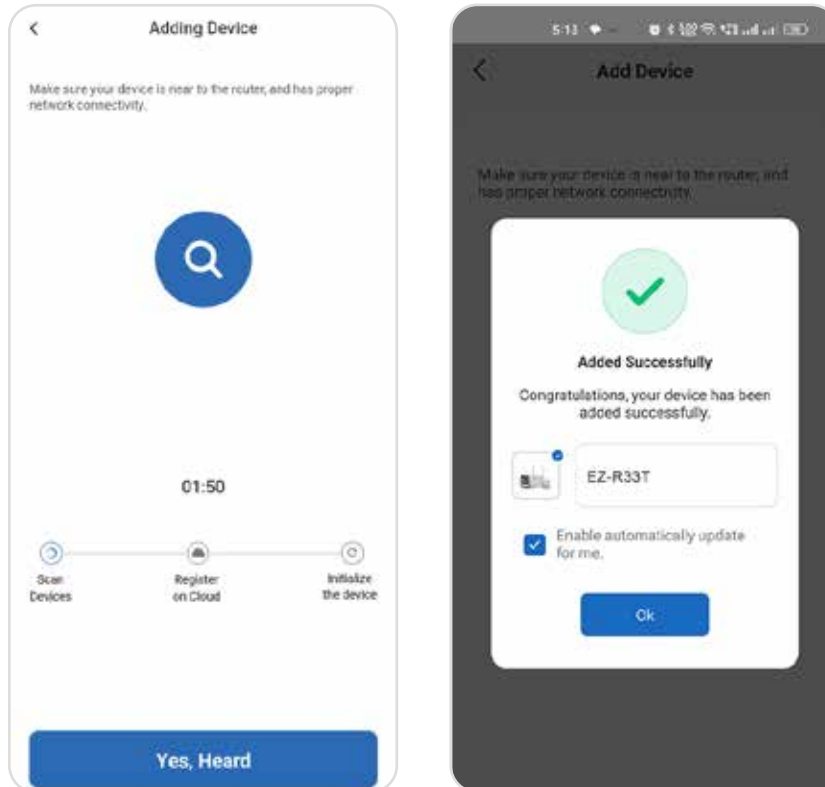 Adding Device
Make sure your device is near to the router, and has proper
network connectivity.
01:50
Scan
Devices
Register
on Cloud
Initialize
the device
Yes, Heard
5:13
Add Device
Make sure your device is near to the router, and
has proper network connectivity.
Added Successfully
Congratulations, your device has been
added successfully.
EZ-R33T
Enable automatically update
for me.
Ok